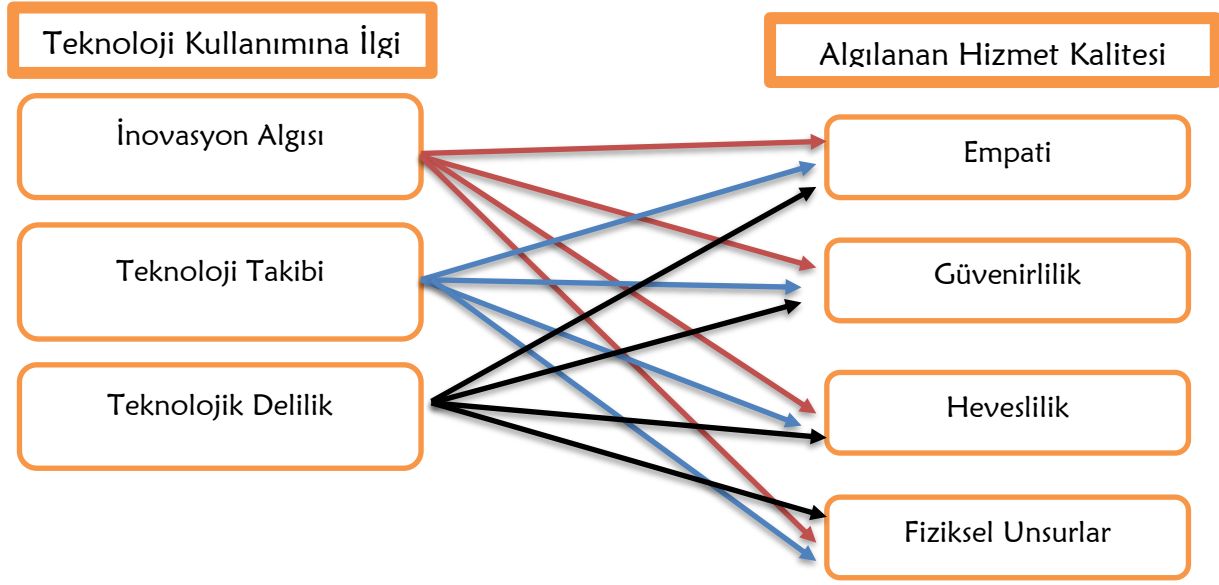 Teknoloji Kullanımına İlgi
Algılanan Hizmet Kalitesi
İnovasyon Algısı
Teknoloji Takibi
Teknolojik Delilik
Empati
Güvenirlilik
Heveslilik
Fiziksel Unsurlar